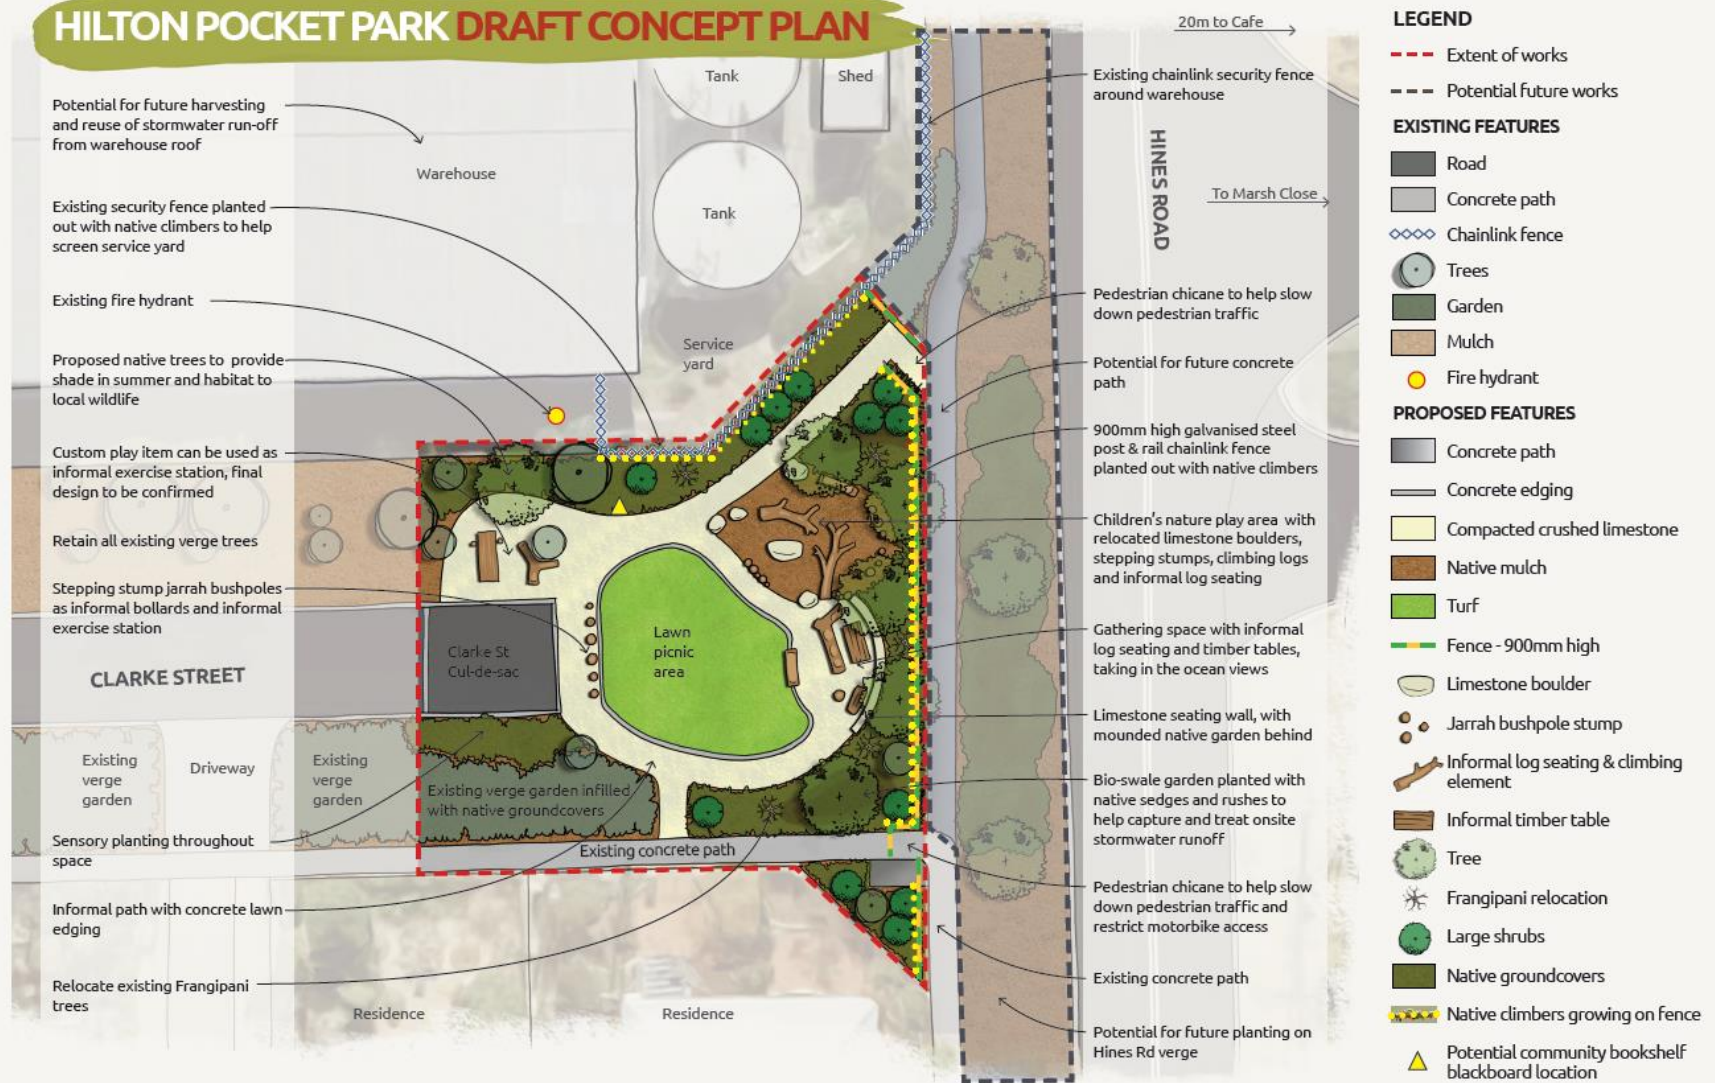 HILTON POCKET PARK DRAFT CONCEPT PLAN
Potential for future harvesting
and reuse of stormwater run-off
from warehouse roof
Existing security fence planted
out with native climbers to help
screen service yard
Existing fire hydrant
Proposed native trees to provide
shade in summer and habitat to
local wildlife
Custom play item can be used as
informal exercise station, final
design to be confirmed
Retain all existing verge trees
Stepping stump jarrah bushpoles
as informal bollards and informal
exercise station
CLARKE STREET
Existing
verge
garden
Driveway
Existing
verge
garden
Sensory planting throughout
space
Informal path with concrete lawn
edging
Relocate existing Frangipani
trees
Warehouse
Tank
Shed
Tank
Service
yard
Clarke St
Cul-de-sac
Lawn
picnic
area
Existing verge garden infilled
with native groundcovers
Existing concrete path
Residence
Residence
20m to Cafe
HINES ROAD
To Marsh Close
Existing chainlink security fence
around warehouse
Pedestrian chicane to help slow
down pedestrian traffic
Potential for future concrete
path
900mm high galvanised steel
post & rail chainlink fence
planted out with native climbers
Children's nature play area with
relocated limestone boulders,
stepping stumps, climbing logs
and informal log seating
Gathering space with informal
log seating and timber tables,
taking in the ocean views
Limestone seating wall, with
mounded native garden behind
Bio-swale garden planted with
native sedges and rushes to
help capture and treat onsite
stormwater runoff
Pedestrian chicane to help slow
down pedestrian traffic and
restrict motorbike access
Existing concrete path
Potential for future planting on
Hines Rd verge
LEGEND
Extent of works
Potential future works
EXISTING FEATURES
Road
Concrete path
Chainlink fence
Trees
Garden
Mulch
Fire hydrant
PROPOSED FEATURES
Concrete path
Concrete edging
Compacted crushed limestone
Native mulch
Turf
Fence - 900mm high
Limestone boulder
Jarrah bushpole stump
Informal log seating & climbing
element
Informal timber table
Tree
Frangipani relocation
Large shrubs
Native groundcovers
Native climbers growing on fence
Potential community bookshelf
blackboard location